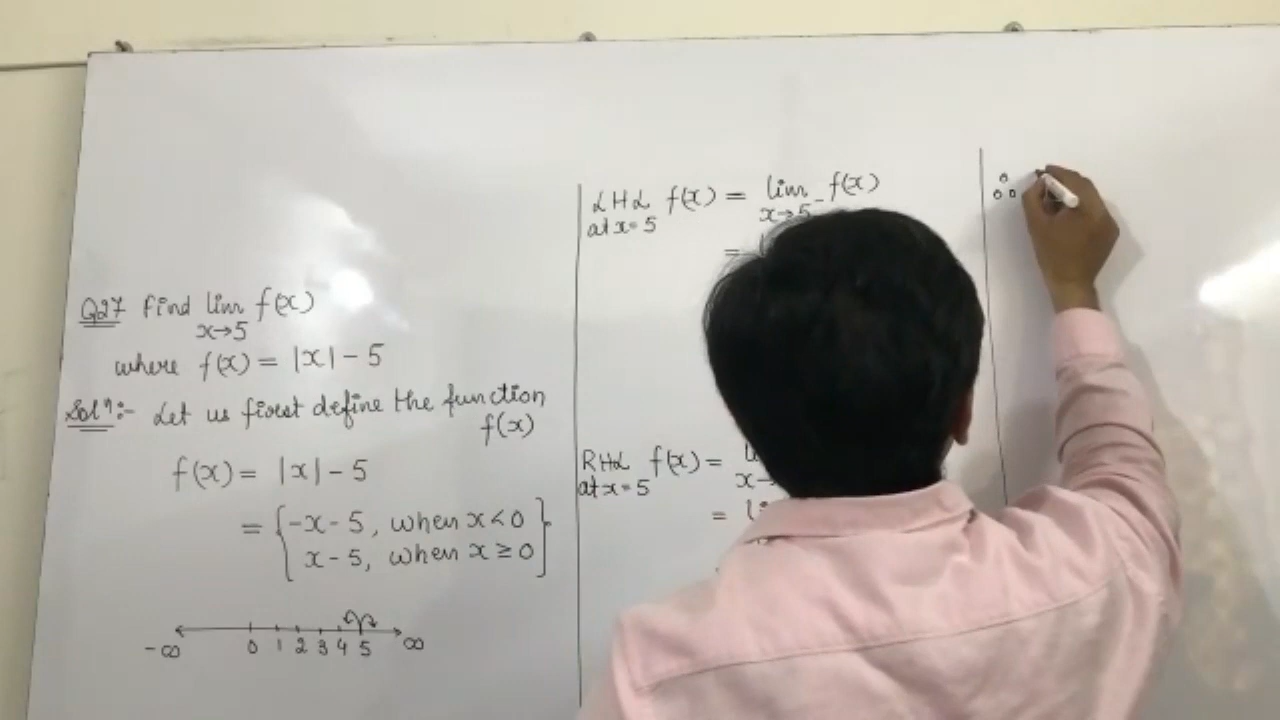 Q27 Find lim f(x)
x→5
where f(x) = |x| - 5
Solⁿ:- Let us first define the function
f(x)
f(x) = |x| - 5
= { -x - 5, when x < 0
x - 5, when x ≥ 0 }
-∞ 0 1 2 3 4 5 ∞
LHL f(x) = lim f(x)
at x = 5 x→5⁻
=
RHL f(x) =
at x = 5 x→
=
∴